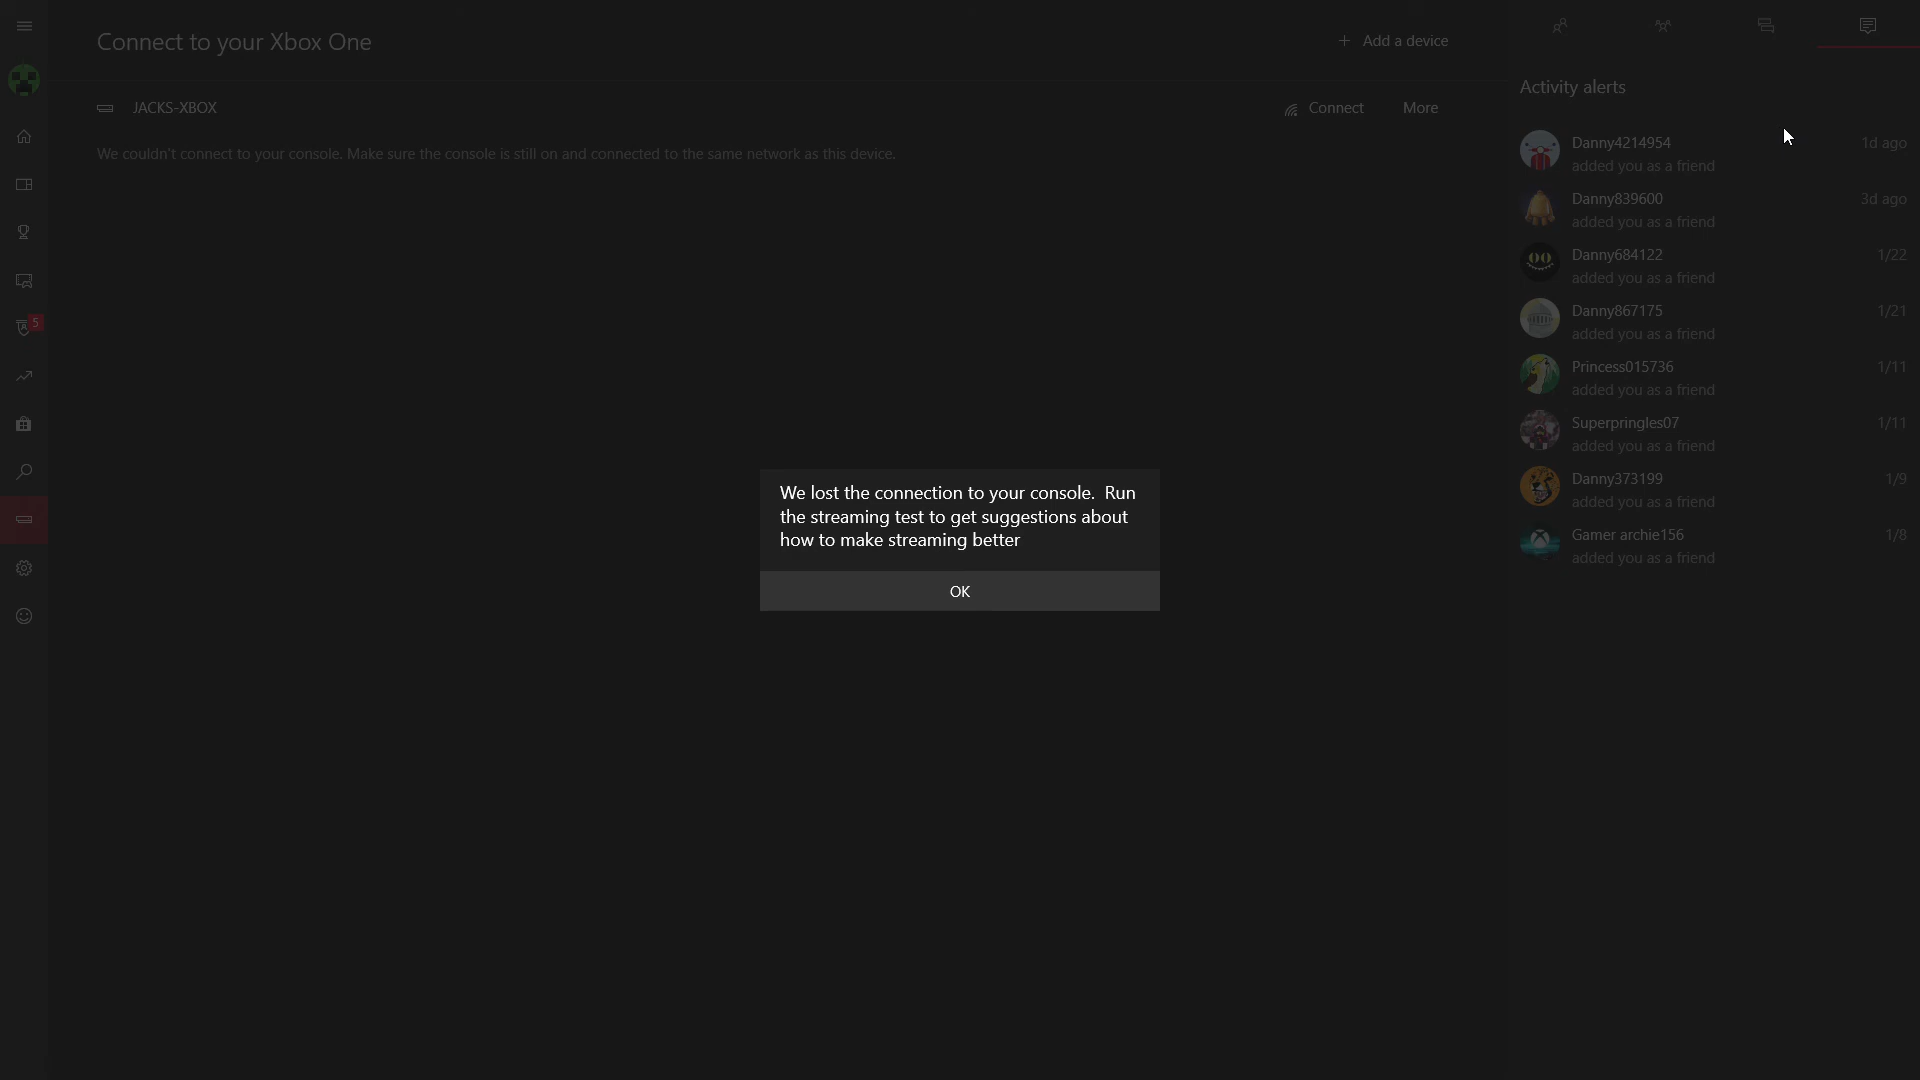 Connect to your Xbox One
+ Add a device
JACKS-XBOX
Connect
More
We couldn't connect to your console. Make sure the console is still on and connected to the same network as this device.
5
We lost the connection to your console.  Run
the streaming test to get suggestions about
how to make streaming better
OK
Activity alerts
Danny4214954 1d ago
added you as a friend
Danny839600 3d ago
added you as a friend
Danny684122 1/22
added you as a friend
Danny867175 1/21
added you as a friend
Princess015736 1/11
added you as a friend
Superpringles07 1/11
added you as a friend
Danny373199 1/9
added you as a friend
Gamer archie156 1/8
added you as a friend